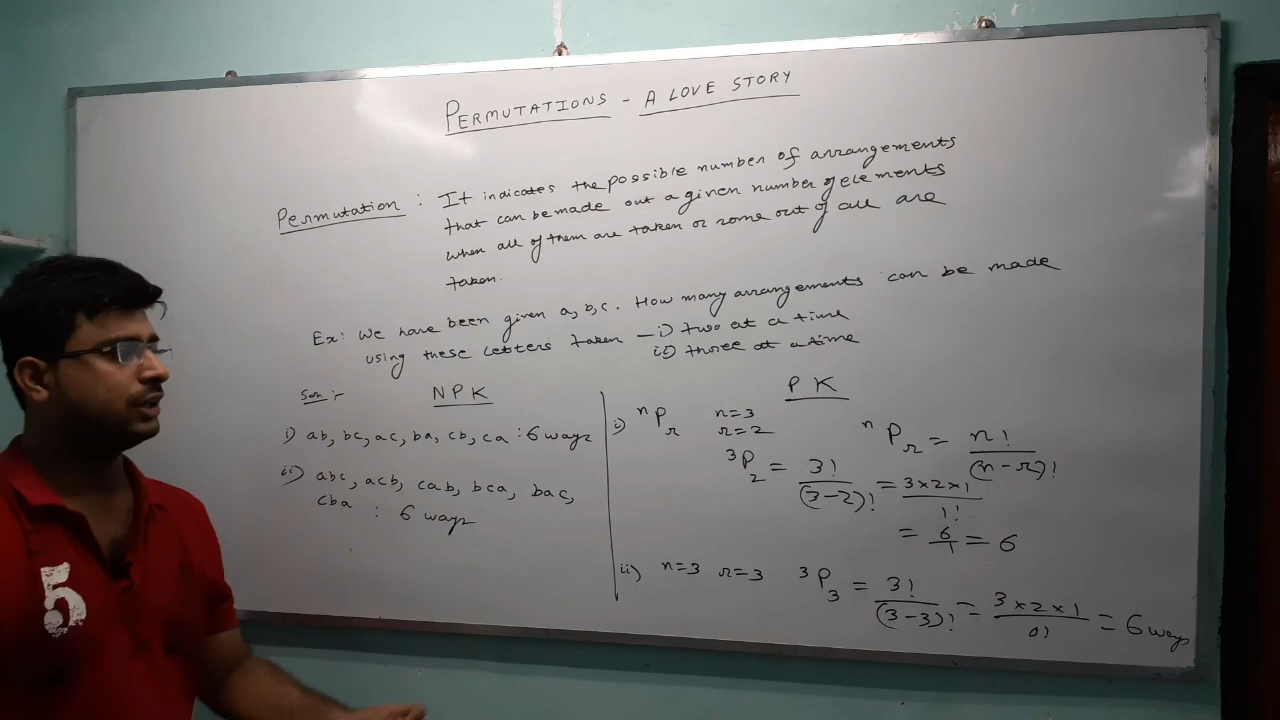 PERMUTATIONS - A LOVE STORY
Permutation : It indicates the possible number of arrangements
that can be made out a given number of elements
when all of them are taken or some out of all are
taken.
Ex: We have been given a, b, c. How many arrangements can be made
using these letters taken - i) two at a time
ii) three at a time
Soln :-
NPK
i) ab, bc, ac, ba, cb, ca : 6 ways
ii) abc, acb, cab, bca, bac,
cba : 6 ways
PK
i) ⁿPᵣ n=3
r=2
ⁿPᵣ = n! / (n-r)!
³P₂ = 3! / (3-2)! = 3×2×1 / 1!
= 6/1 = 6
ii) n=3 r=3 ³P₃ = 3! / (3-3)! = 3×2×1 / 0! = 6 ways
5